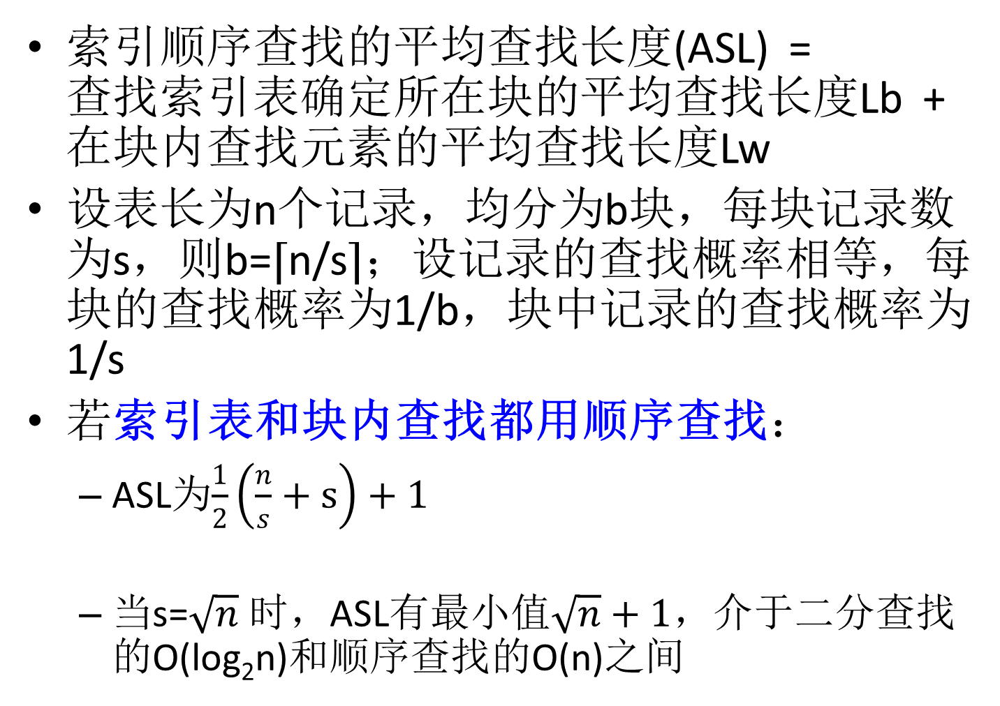 • 索引顺序查找的平均查找长度(ASL) =
查找索引表确定所在块的平均查找长度Lb +
在块内查找元素的平均查找长度Lw
• 设表长为n个记录，均分为b块，每块记录数
为s，则b=⌈n/s⌉；设记录的查找概率相等，每
块的查找概率为1/b，块中记录的查找概率为
1/s
• 若索引表和块内查找都用顺序查找：
– ASL为\frac{1}{2}(\frac{n}{s} + s) + 1
– 当s=√n 时，ASL有最小值√n + 1，介于二分查找
的O(log₂n)和顺序查找的O(n)之间